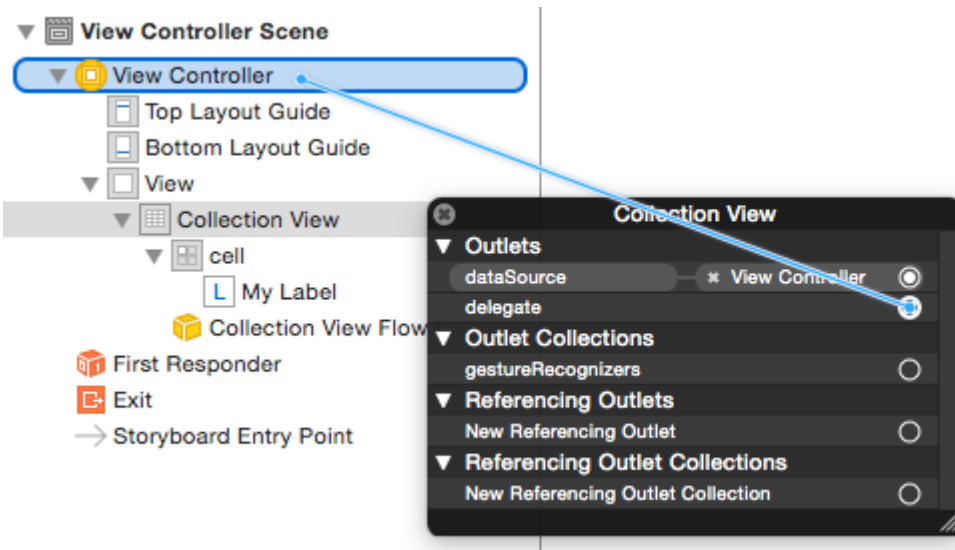 View Controller Scene
View Controller
Top Layout Guide
Bottom Layout Guide
View
Collection View
cell
L My Label
Collection View Flow
First Responder
Exit
Storyboard Entry Point
Collection View
Outlets
dataSource View Controller
delegate
Outlet Collections
gestureRecognizers
Referencing Outlets
New Referencing Outlet
Referencing Outlet Collections
New Referencing Outlet Collection